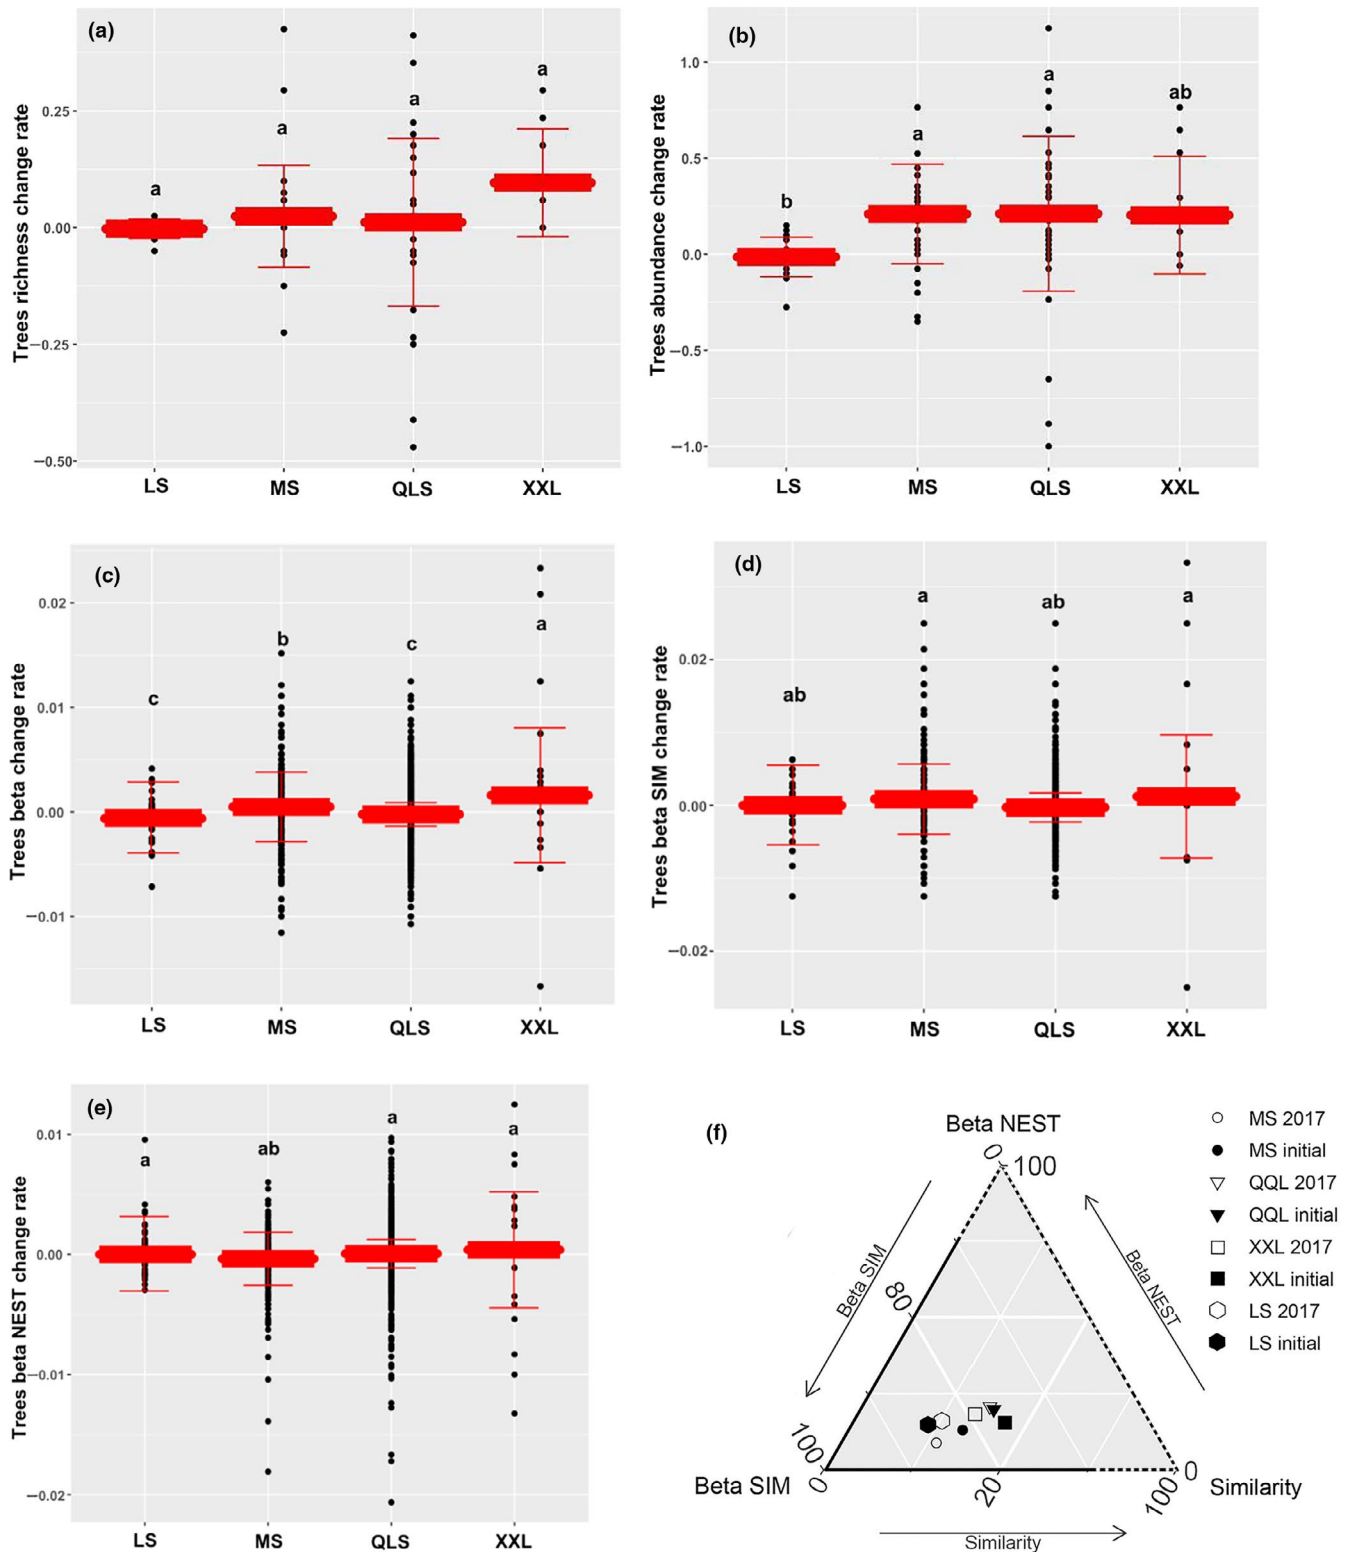 (a)
Trees richness change rate
0.25
0.00
−0.25
−0.50
a
a
a
a
LS
MS
QLS
XXL
(b)
Trees abundance change rate
1.0
0.5
0.0
−0.5
−1.0
b
a
a
ab
LS
MS
QLS
XXL
(c)
Trees beta change rate
0.02
0.01
0.00
−0.01
c
b
c
a
LS
MS
QLS
XXL
(d)
Trees beta SIM change rate
0.02
0.00
−0.02
ab
a
ab
a
LS
MS
QLS
XXL
(e)
Trees beta NEST change rate
0.01
0.00
−0.01
−0.02
a
ab
a
a
LS
MS
QLS
XXL
(f)
Beta NEST
0
100
Beta SIM
80
Beta NEST
100
0
Beta SIM
0
20
100
Similarity
Similarity
MS 2017
MS initial
QQL 2017
QQL initial
XXL 2017
XXL initial
LS 2017
LS initial